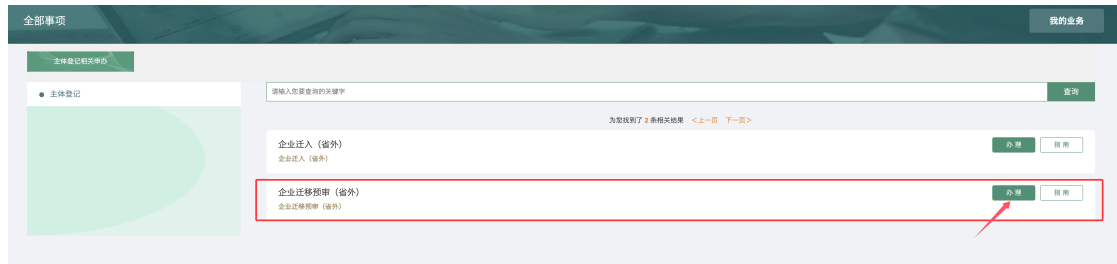 全部事项
我的业务
主体登记相关申办
主体登记
请输入您要查询的关键字
查询
为您找到了 2 条相关结果 <上一页 下一页>
企业迁入（省外）
企业迁入（省外）
办 理
指 南
企业迁移预审（省外）
企业迁移预审（省外）
办 理
指 南